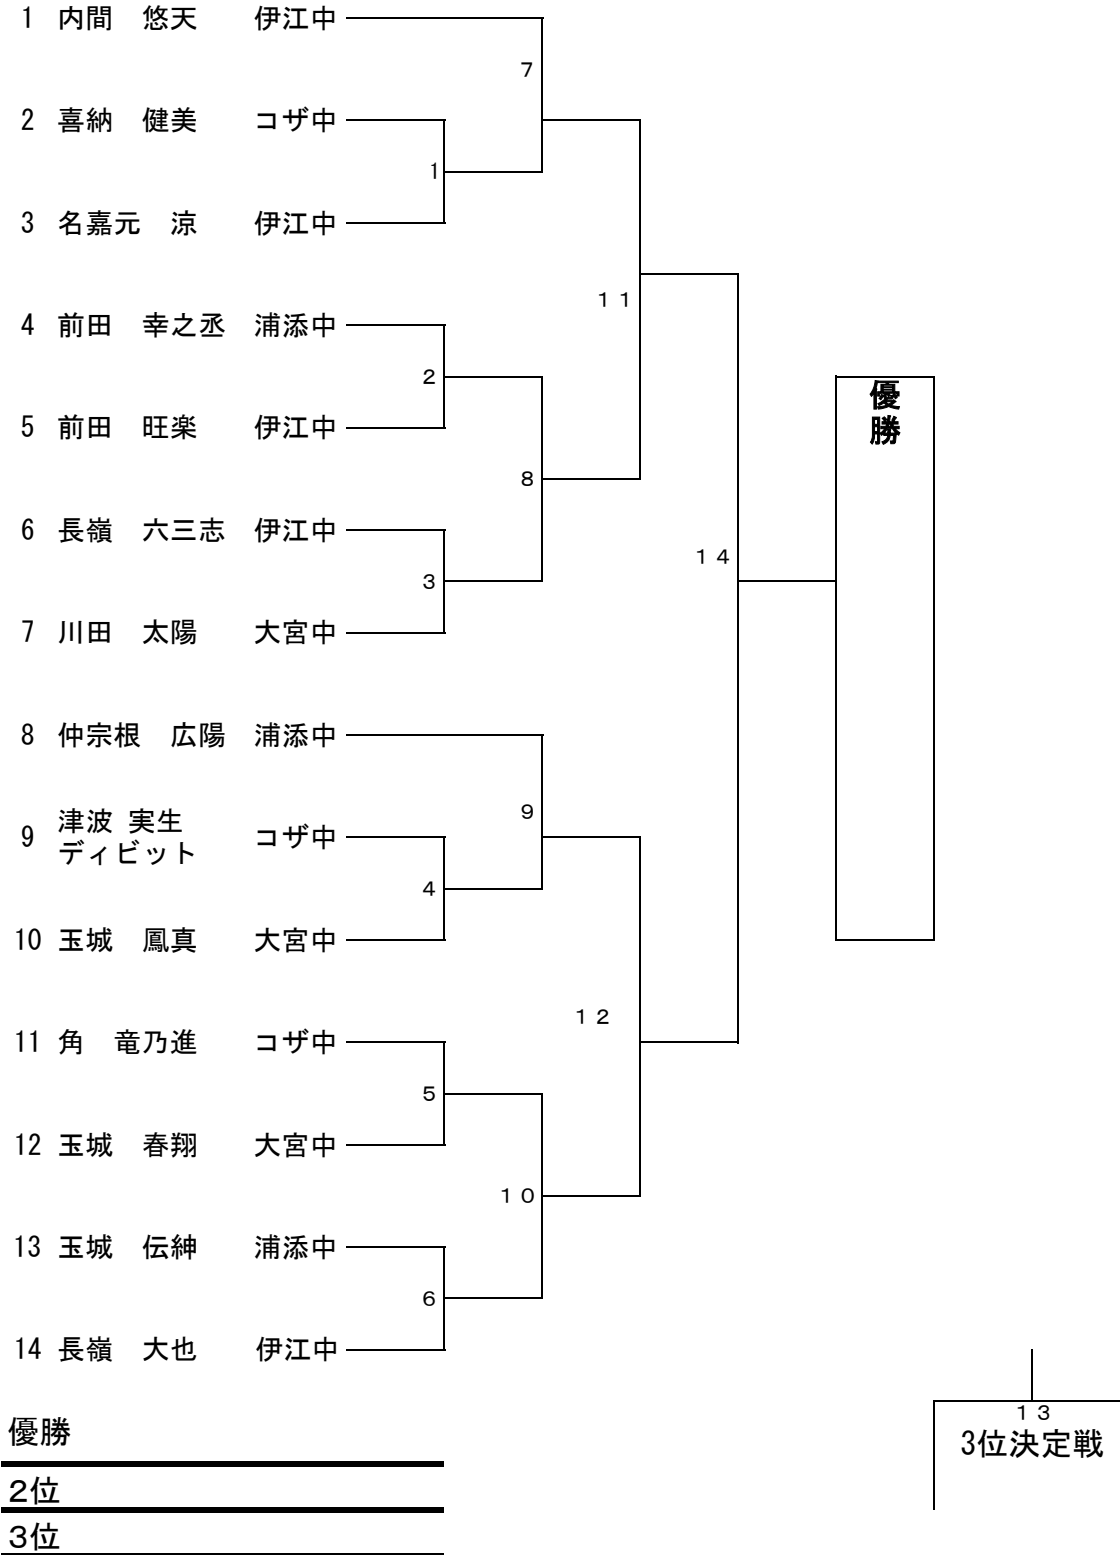 1 内間 悠天 伊江中
7
2 喜納 健美 コザ中
1
3 名嘉元 涼 伊江中
11
4 前田 幸之丞 浦添中
2
優勝
5 前田 旺楽 伊江中
8
6 長嶺 六三志 伊江中
14
3
7 川田 太陽 大宮中
8 仲宗根 広陽 浦添中
9
9 津波 実生
ディビット コザ中
4
10 玉城 鳳真 大宮中
12
11 角 竜乃進 コザ中
5
12 玉城 春翔 大宮中
10
13 玉城 伝紳 浦添中
6
14 長嶺 大也 伊江中
13
3位決定戦
優勝
2位
3位